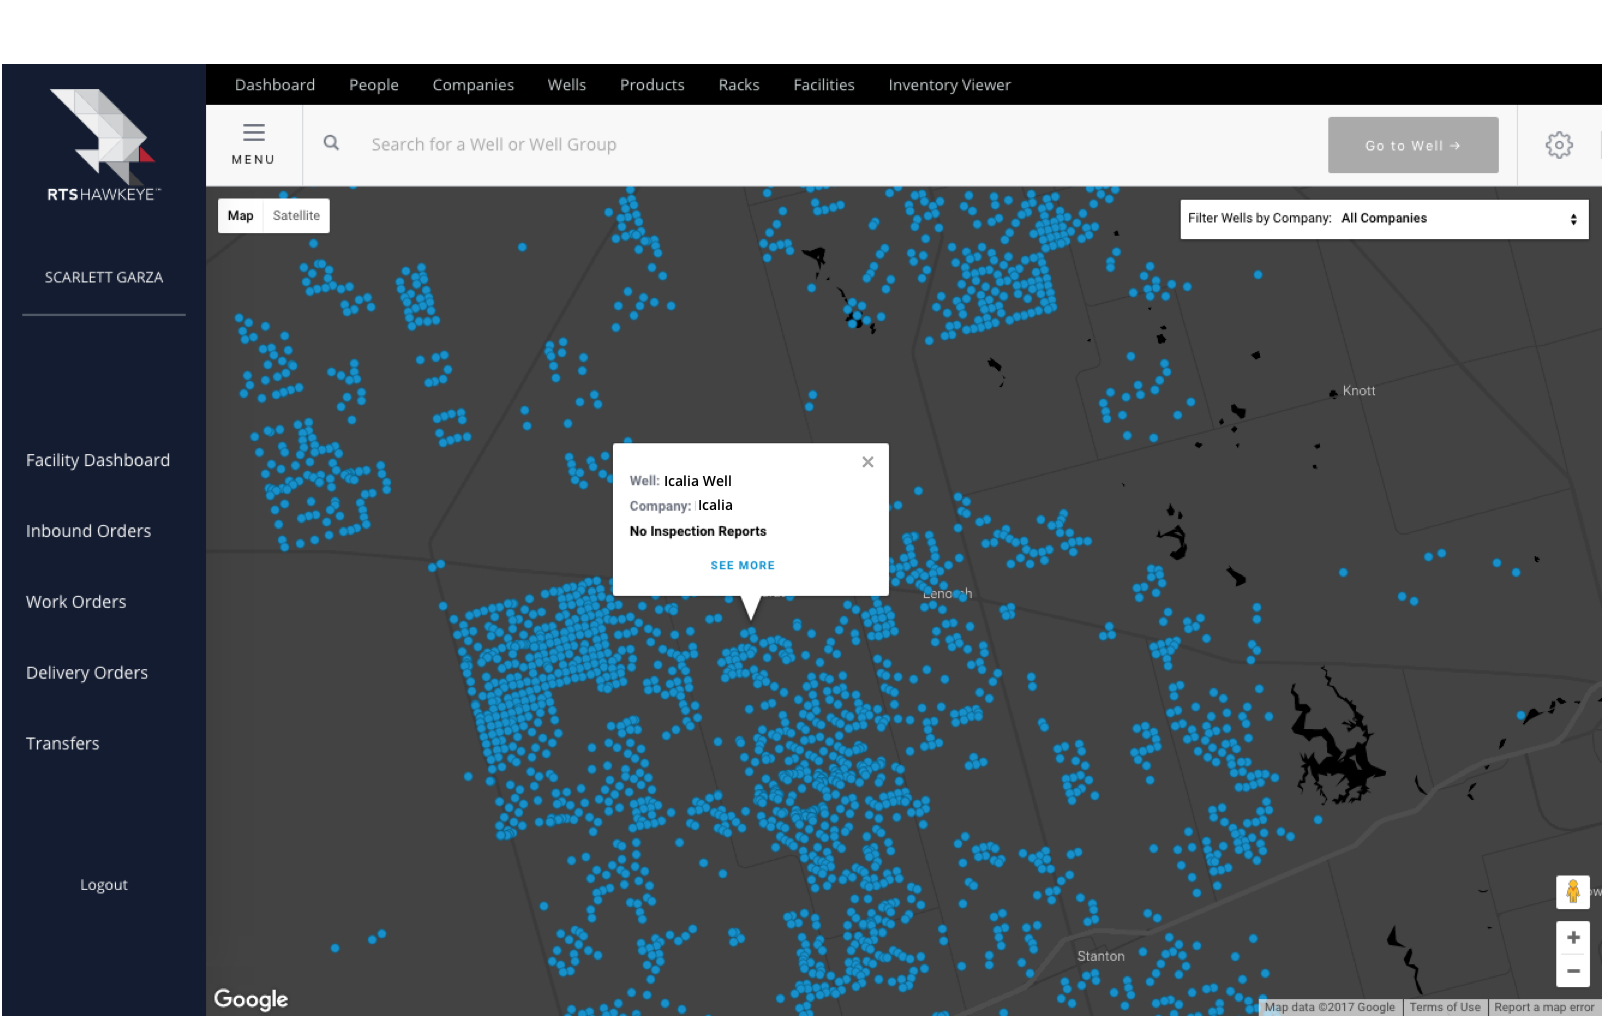 Dashboard People Companies Wells Products Racks Facilities Inventory Viewer
RTSHAWKEYE™
MENU
Search for a Well or Well Group
Go to Well →
SCARLETT GARZA
Facility Dashboard
Inbound Orders
Work Orders
Delivery Orders
Transfers
Logout
Map Satellite
Filter Wells by Company: All Companies
Knott
Well: Icalia Well
Company: Icalia
No Inspection Reports
SEE MORE
Stanton
Google
Map data ©2017 Google Terms of Use Report a map error